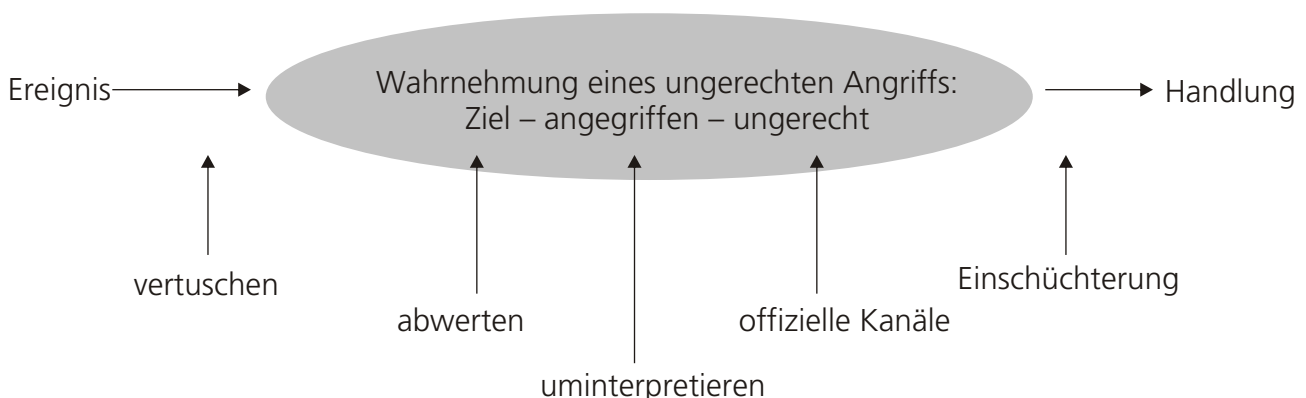 Wahrnehmung eines ungerechten Angriffs:
Ziel – angegriffen – ungerecht
Ereignis
Handlung
vertuschen
abwerten
uminterpretieren
offizielle Kanäle
Einschüchterung